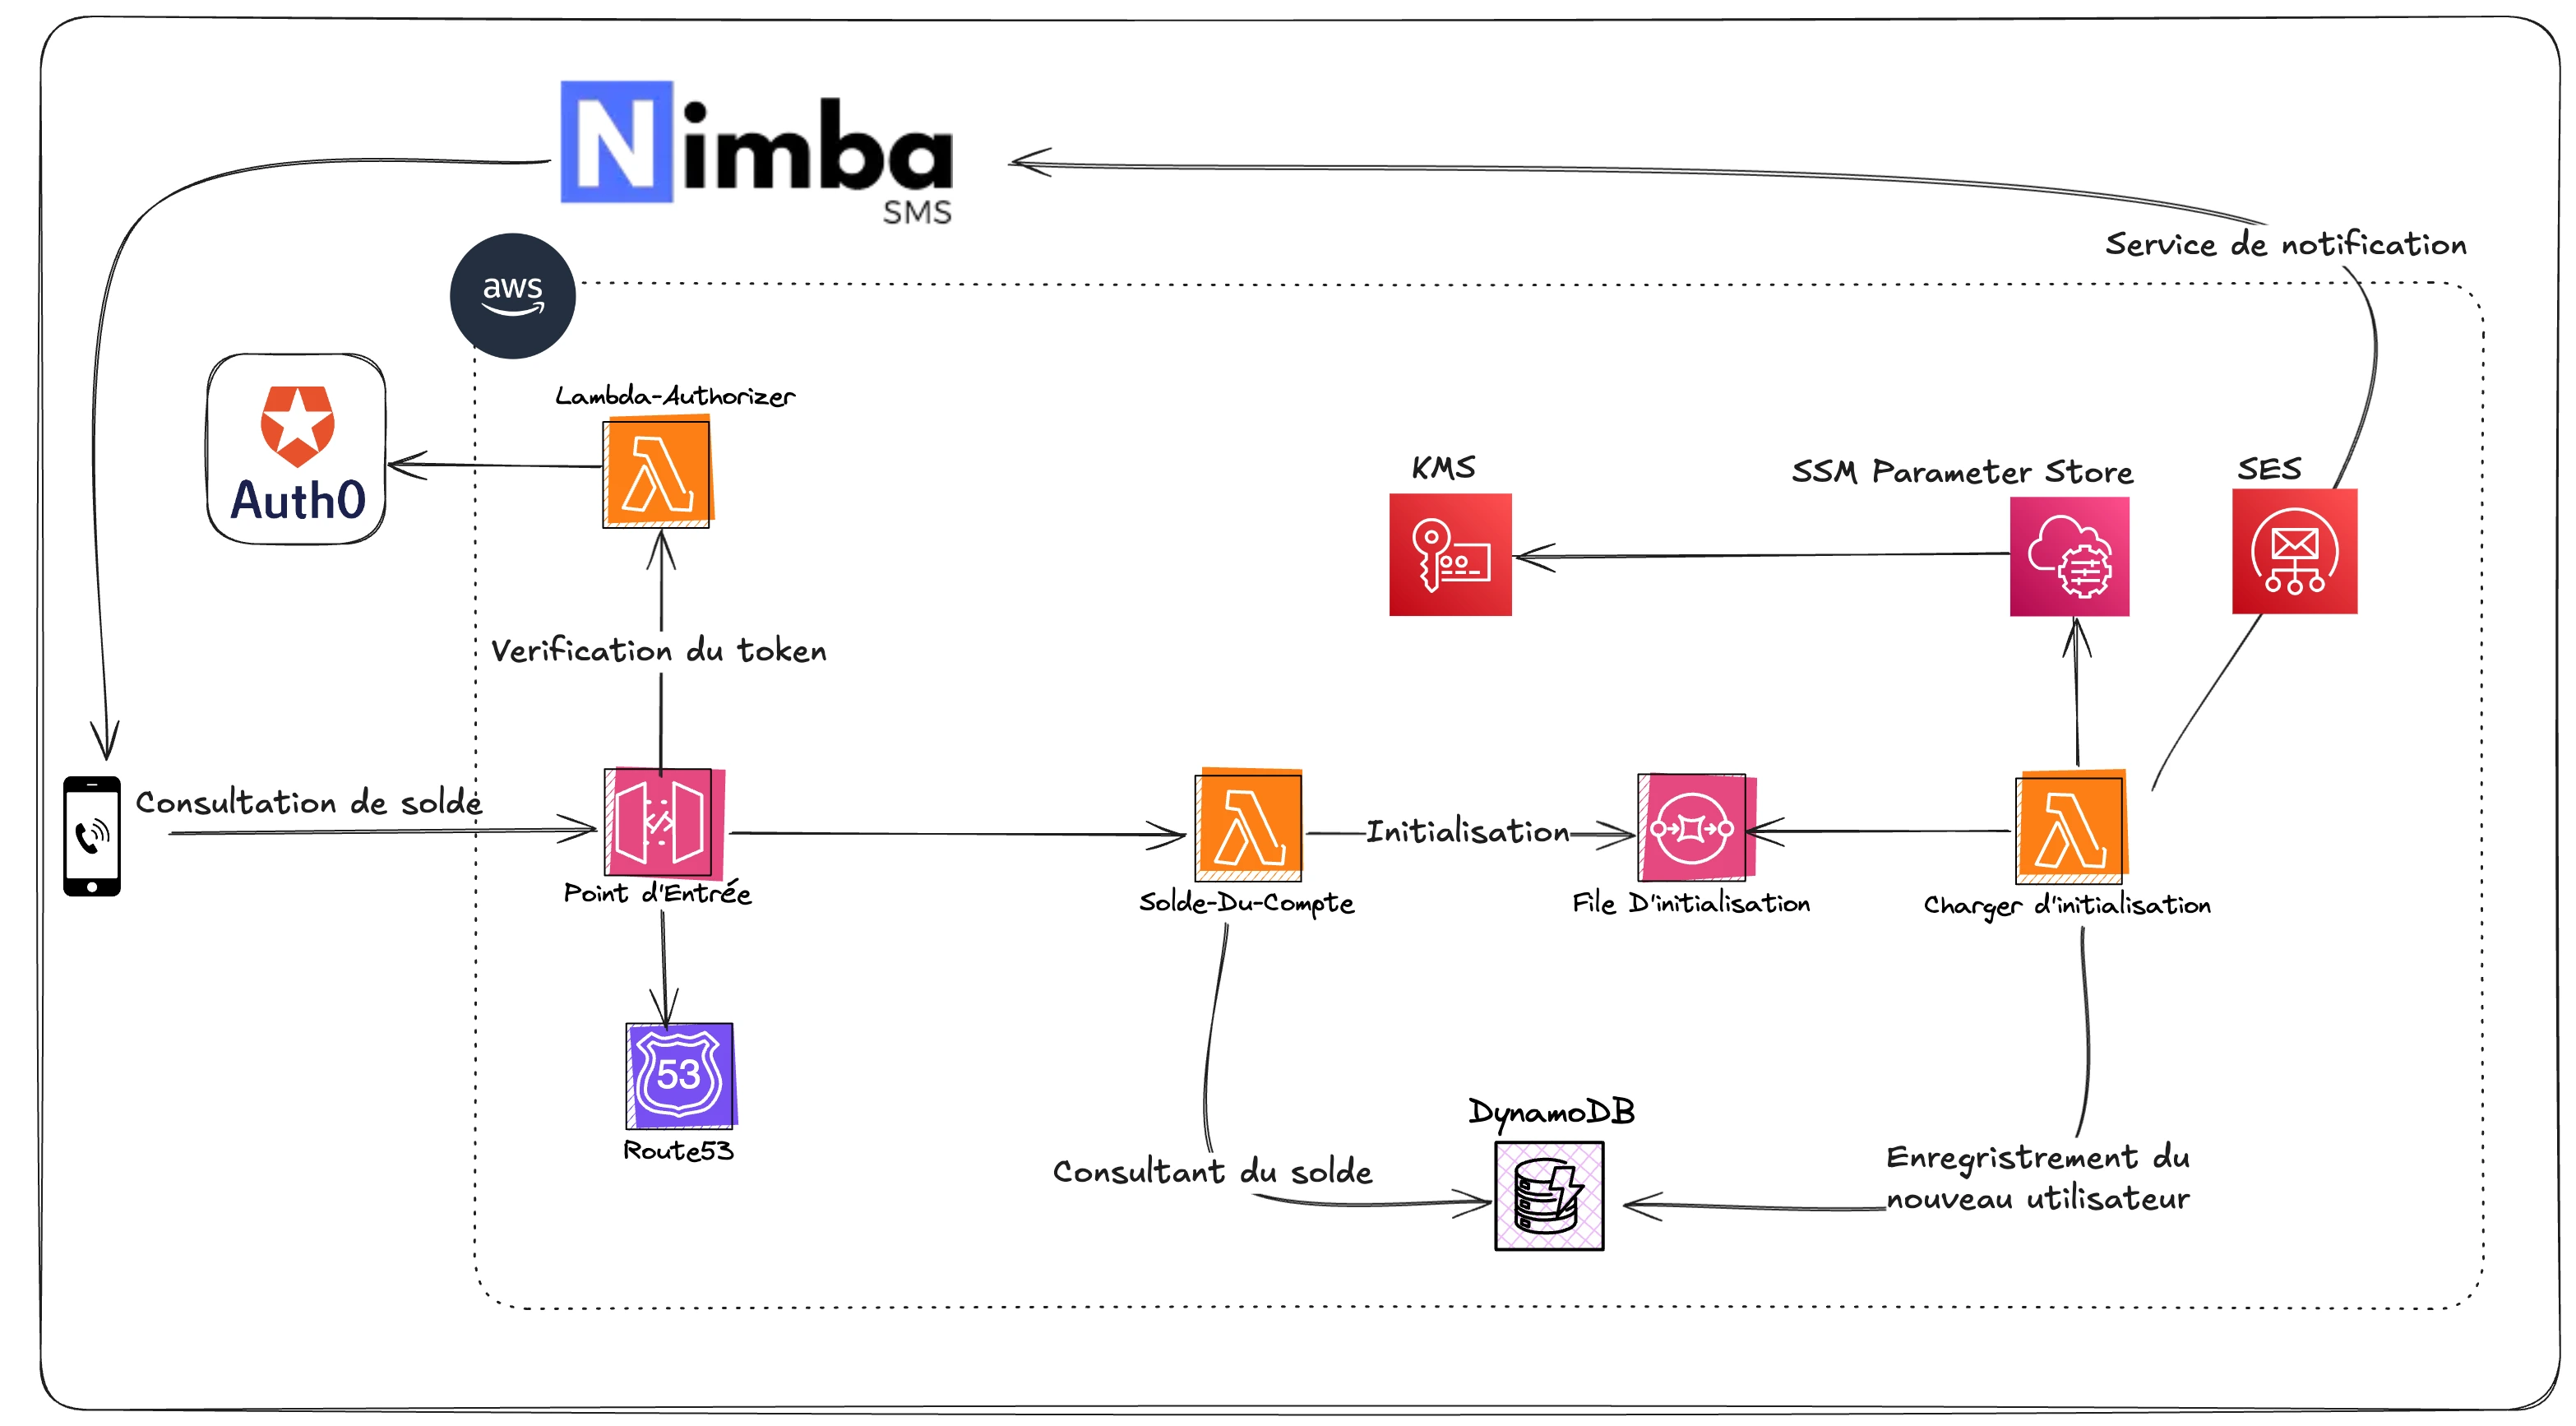 Nimba
SMS
Service de notification
aws
Lambda-Authorizer
Auth0
KMS
SSM Parameter Store
SES
Verification du token
Consultation de solde
Initialisation
Point d'Entrée
Solde-Du-Compte
File D'initialisation
Charger d'initialisation
53
Route53
DynamoDB
Consultant du solde
Enregristrement du
nouveau utilisateur